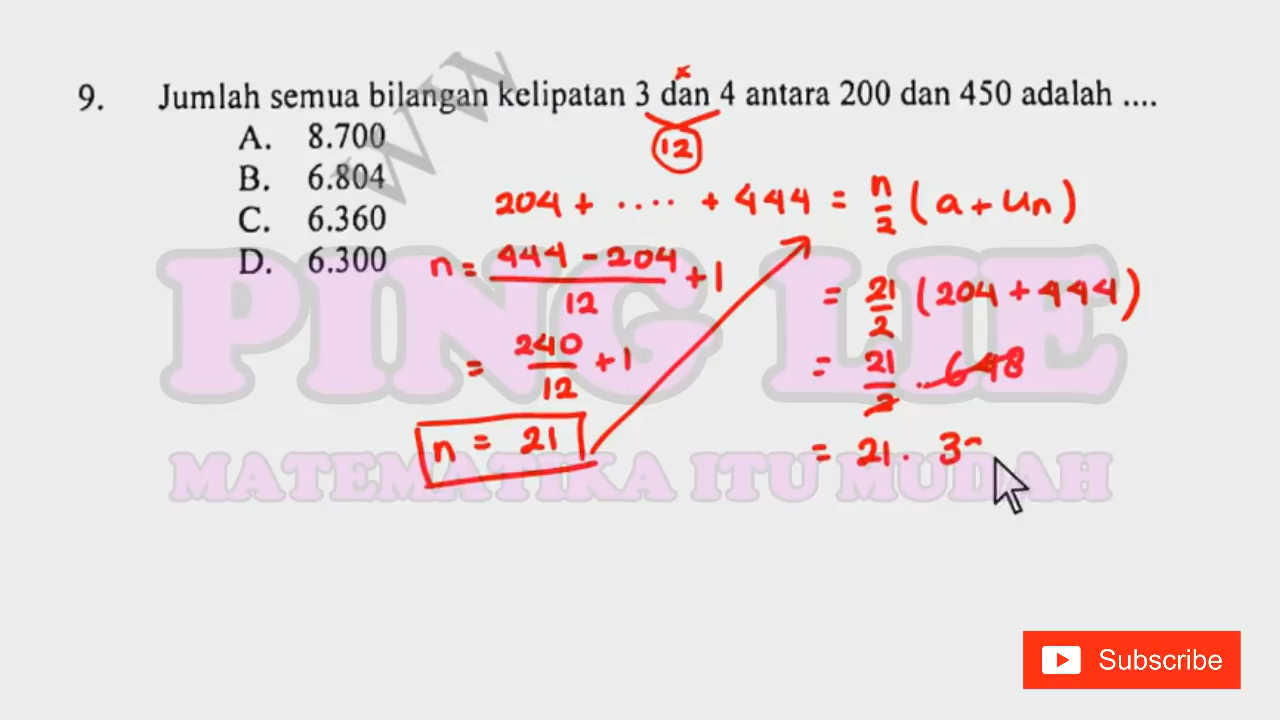 9. Jumlah semua bilangan kelipatan 3 dan 4 antara 200 dan 450 adalah ....
x
12
A. 8.700
B. 6.804
C. 6.360
D. 6.300
WWW
204 + .... + 444 = n/2 (a + Un)
n = 444 - 204 / 12 + 1
= 240 / 12 + 1
n = 21
= 21/2 (204 + 444)
= 21/2 . 648
= 21 . 3
PING LIE
MATEMATIKA ITU MUDAH
Subscribe